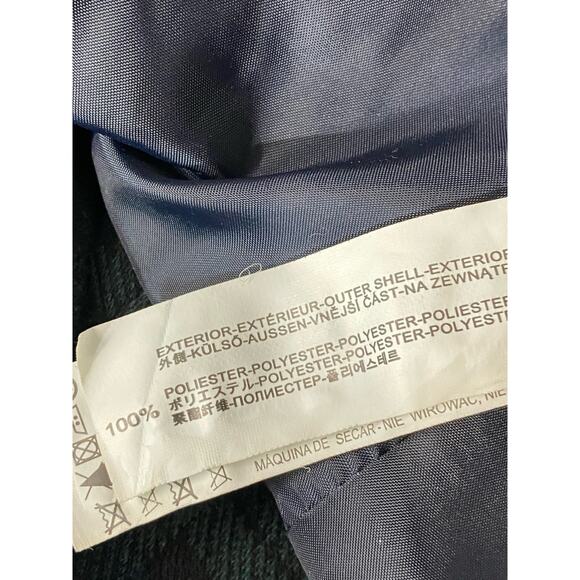 EXTERIOR-EXTÉRIEUR-OUTER SHELL-EXTERIOR
外側-KÜLSŐ-AUSSEN-VNĚJŠÍ ČÁST-NA ZEWNĄTR
100% POLIESTER-POLYESTER-POLYESTER-POLIESTER
ポリエステル-POLYESTER-POLYESTER-POLYESTER
聚酯纤维-ПОЛИЕСТЕР-폴리에스테르
MÁQUINA DE SECAR-NIE WIROWAĆ, NIE